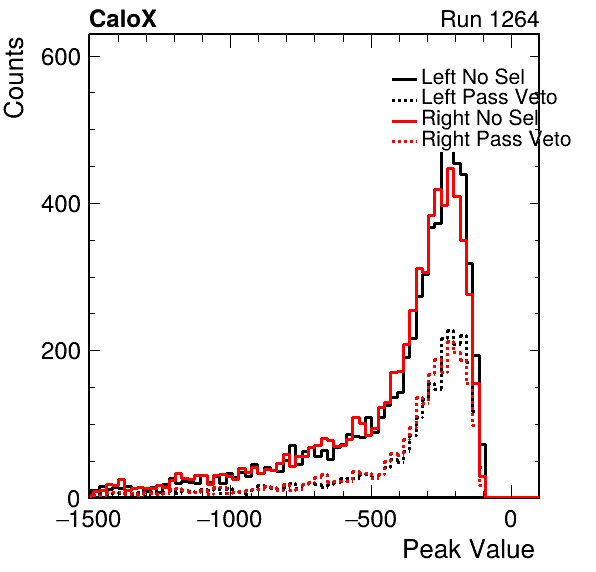 CaloX
Run 1264
Counts
600
400
200
0
Left No Sel
Left Pass Veto
Right No Sel
Right Pass Veto
−1500
−1000
−500
0
Peak Value